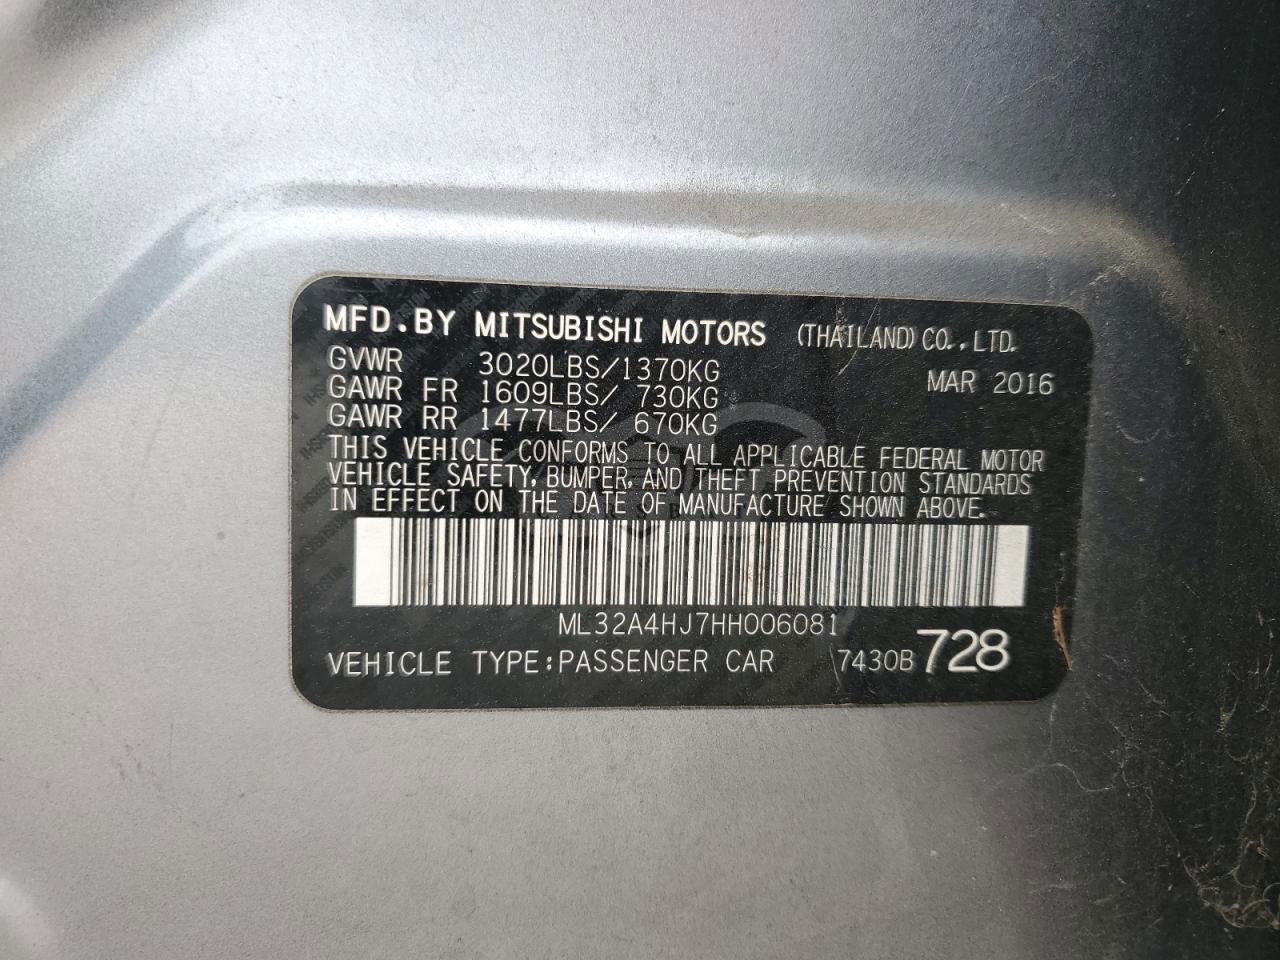 MFD.BY MITSUBISHI MOTORS (THAILAND) CO., LTD.
GVWR 3020LBS/1370KG MAR 2016
GAWR FR 1609LBS/ 730KG
GAWR RR 1477LBS/ 670KG
THIS VEHICLE CONFORMS TO ALL APPLICABLE FEDERAL MOTOR
VEHICLE SAFETY, BUMPER, AND THEFT PREVENTION STANDARDS
IN EFFECT ON THE DATE OF MANUFACTURE SHOWN ABOVE.
ML32A4HJ7HH006081
VEHICLE TYPE:PASSENGER CAR 7430B 728